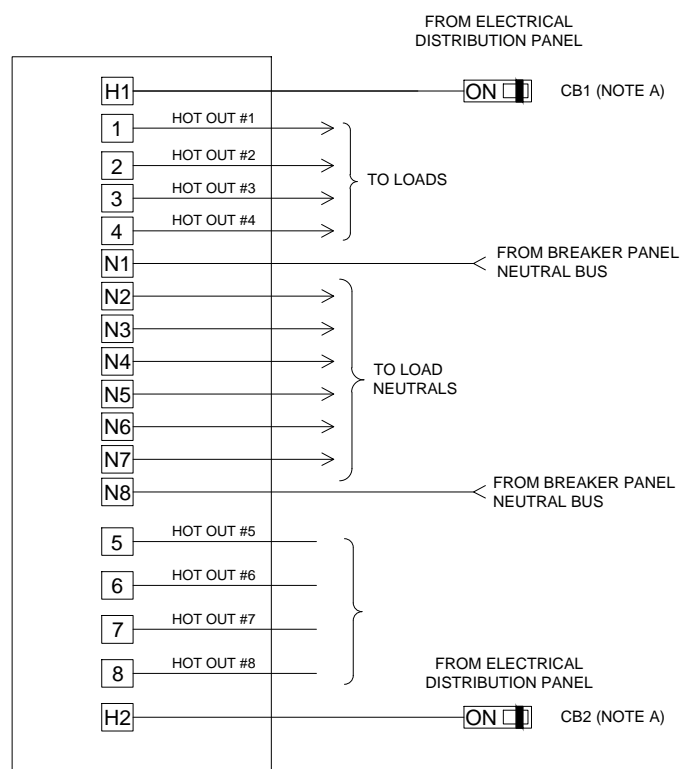 FROM ELECTRICAL
DISTRIBUTION PANEL
H1 ON CB1 (NOTE A)
1 HOT OUT #1
2 HOT OUT #2
TO LOADS
3 HOT OUT #3
4 HOT OUT #4
N1 FROM BREAKER PANEL
NEUTRAL BUS
N2
N3
N4 TO LOAD
NEUTRALS
N5
N6
N7
N8 FROM BREAKER PANEL
NEUTRAL BUS
5 HOT OUT #5
6 HOT OUT #6
7 HOT OUT #7
8 HOT OUT #8
FROM ELECTRICAL
DISTRIBUTION PANEL
H2 ON CB2 (NOTE A)